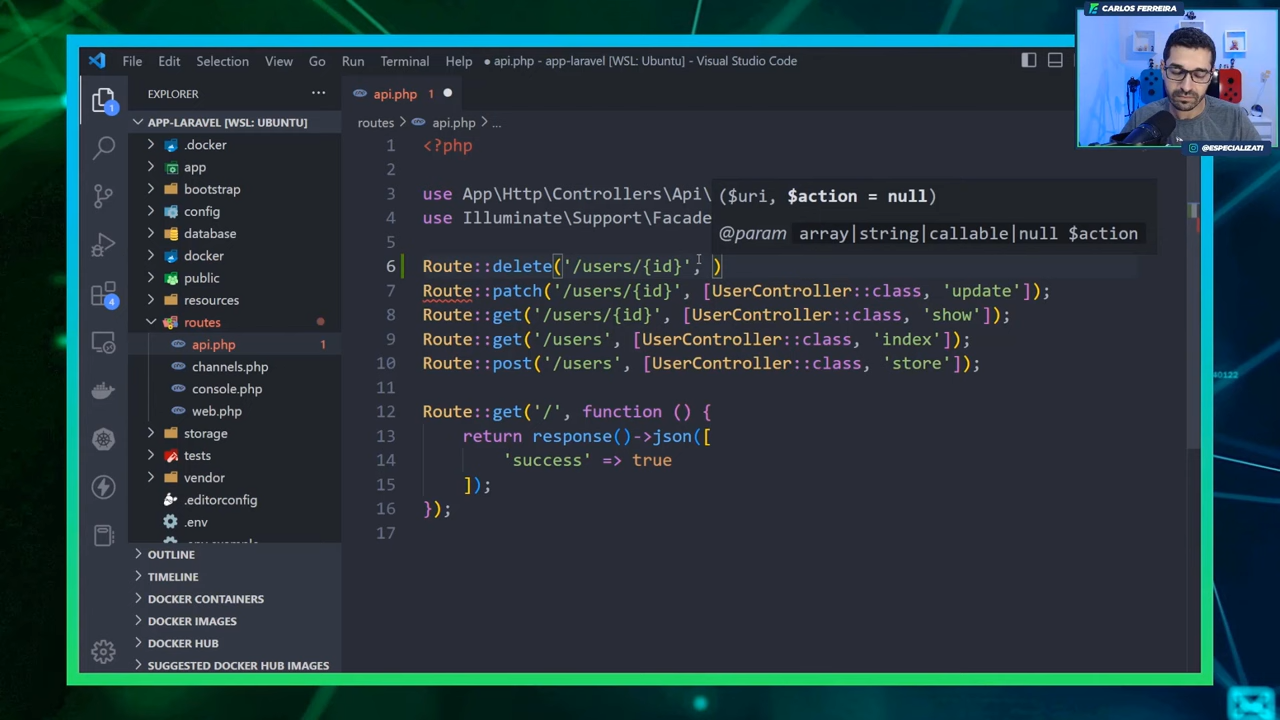 CARLOS FERREIRA
File Edit Selection View Go Run Terminal Help
● api.php - app-laravel [WSL: Ubuntu] - Visual Studio Code
EXPLORER ...
api.php 1
@ESPECIALIZATI
APP-LARAVEL [WSL: UBUNTU]
routes > api.php > ...
.docker
app
bootstrap
config
database
docker
public
resources
routes
api.php 1
channels.php
console.php
web.php
storage
tests
vendor
.editorconfig
.env
OUTLINE
TIMELINE
DOCKER CONTAINERS
DOCKER IMAGES
DOCKER HUB
SUGGESTED DOCKER HUB IMAGES
1
4
1 <?php
2
3 use App\Http\Controllers\Api\
4 use Illuminate\Support\Facade
5
6 Route::delete('/users/{id}', )
7 Route::patch('/users/{id}', [UserController::class, 'update']);
8 Route::get('/users/{id}', [UserController::class, 'show']);
9 Route::get('/users', [UserController::class, 'index']);
10 Route::post('/users', [UserController::class, 'store']);
11
12 Route::get('/', function () {
13 return response()->json([
14 'success' => true
15 ]);
16 });
17
($uri, $action = null)
@param array|string|callable|null $action
40122